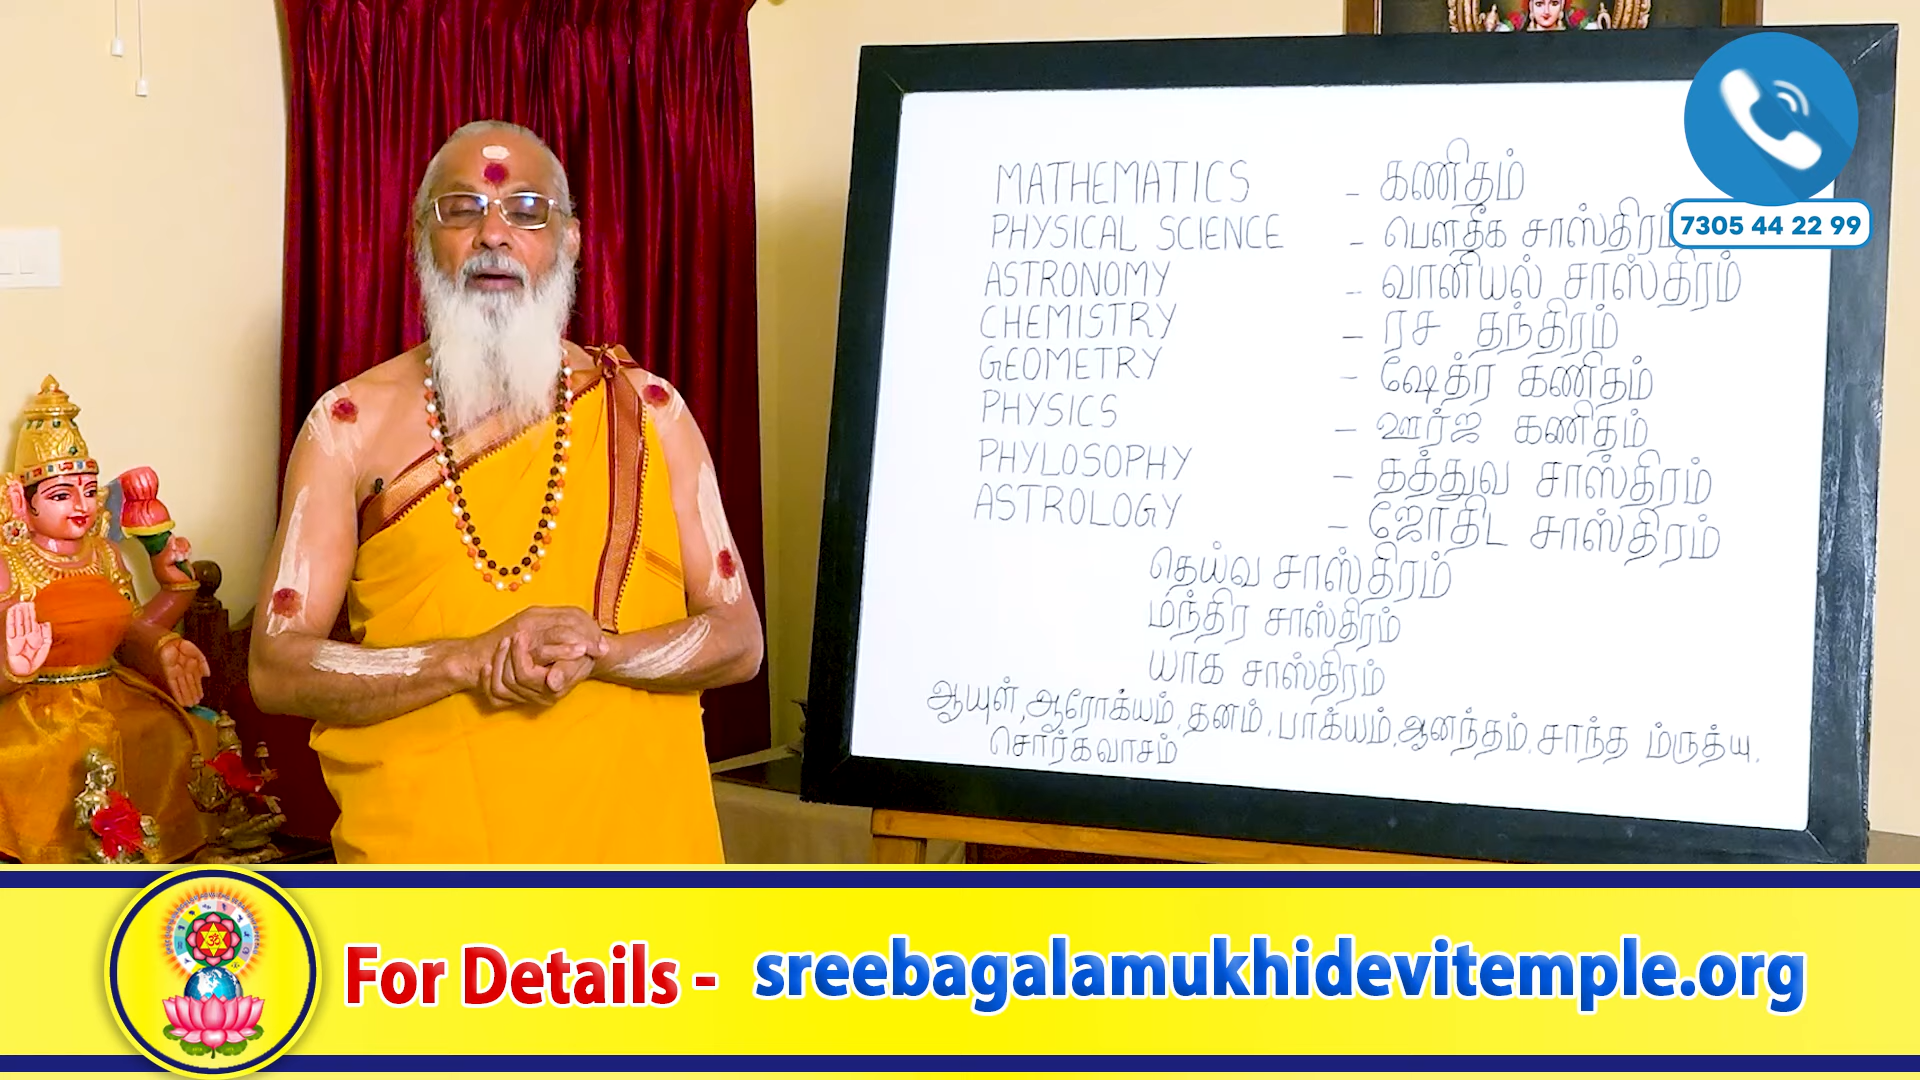 MATHEMATICS - கணிதம்
PHYSICAL SCIENCE - பௌதீக சாஸ்திரம்
ASTRONOMY - வானியல் சாஸ்திரம்
CHEMISTRY - ரச தந்திரம்
GEOMETRY - ஷேத்ர கணிதம்
PHYSICS - ஊர்ஜ கணிதம்
PHYLOSOPHY - தத்துவ சாஸ்திரம்
ASTROLOGY - ஜோதிட சாஸ்திரம்
தெய்வ சாஸ்திரம்
மந்திர சாஸ்திரம்
யாக சாஸ்திரம்
ஆயுள், ஆரோக்யம், தனம், பாக்யம், ஆனந்தம், சாந்த ம்ருத்யு,
சொர்கவாசம்
7305 44 22 99
For Details - sreebagalamukhidevitemple.org